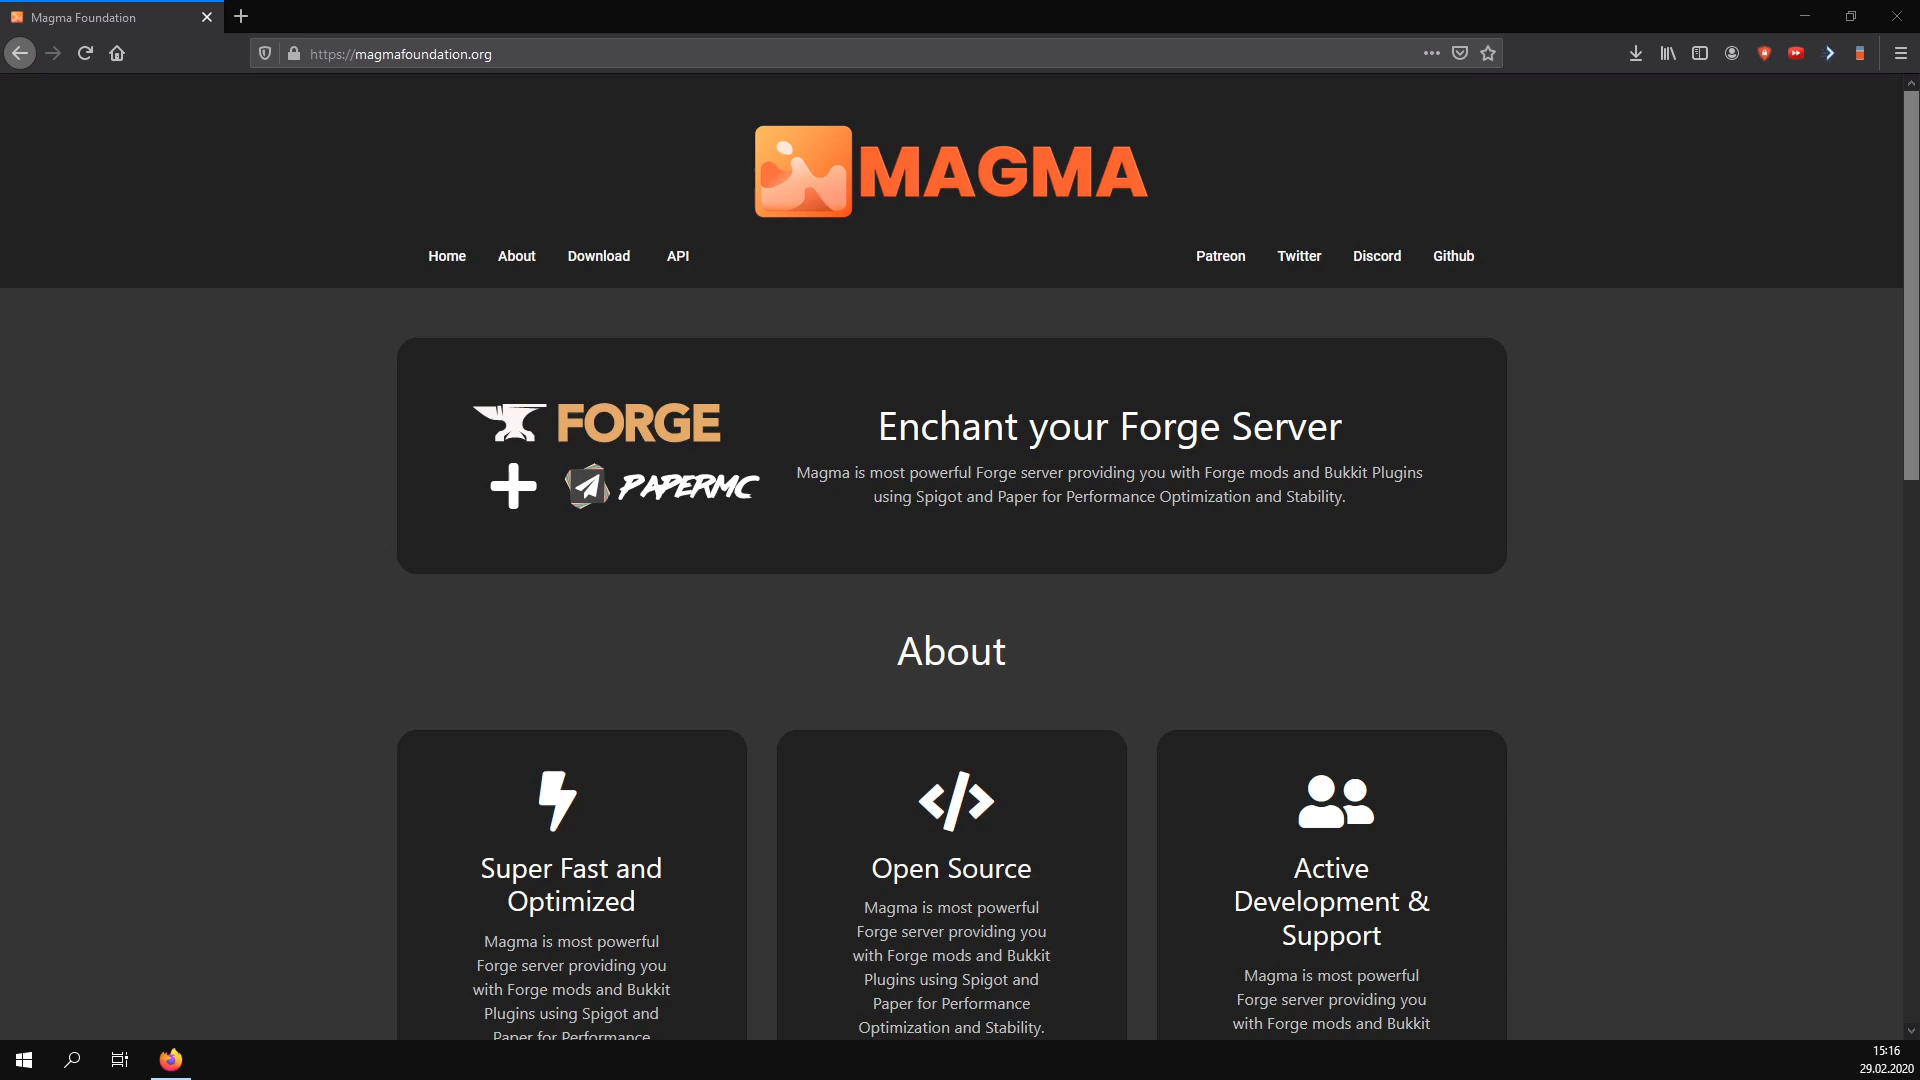 Magma Foundation
https://magmafoundation.org
MAGMA
Home About Download API Patreon Twitter Discord Github
FORGE
PAPERMC
Enchant your Forge Server
Magma is most powerful Forge server providing you with Forge mods and Bukkit Plugins
using Spigot and Paper for Performance Optimization and Stability.
About
Super Fast and
Optimized
Magma is most powerful
Forge server providing you
with Forge mods and Bukkit
Plugins using Spigot and
Paper for Performance
Open Source
Magma is most powerful
Forge server providing you
with Forge mods and Bukkit
Plugins using Spigot and
Paper for Performance
Optimization and Stability.
Active
Development &
Support
Magma is most powerful
Forge server providing you
with Forge mods and Bukkit
15:16
29.02.2020